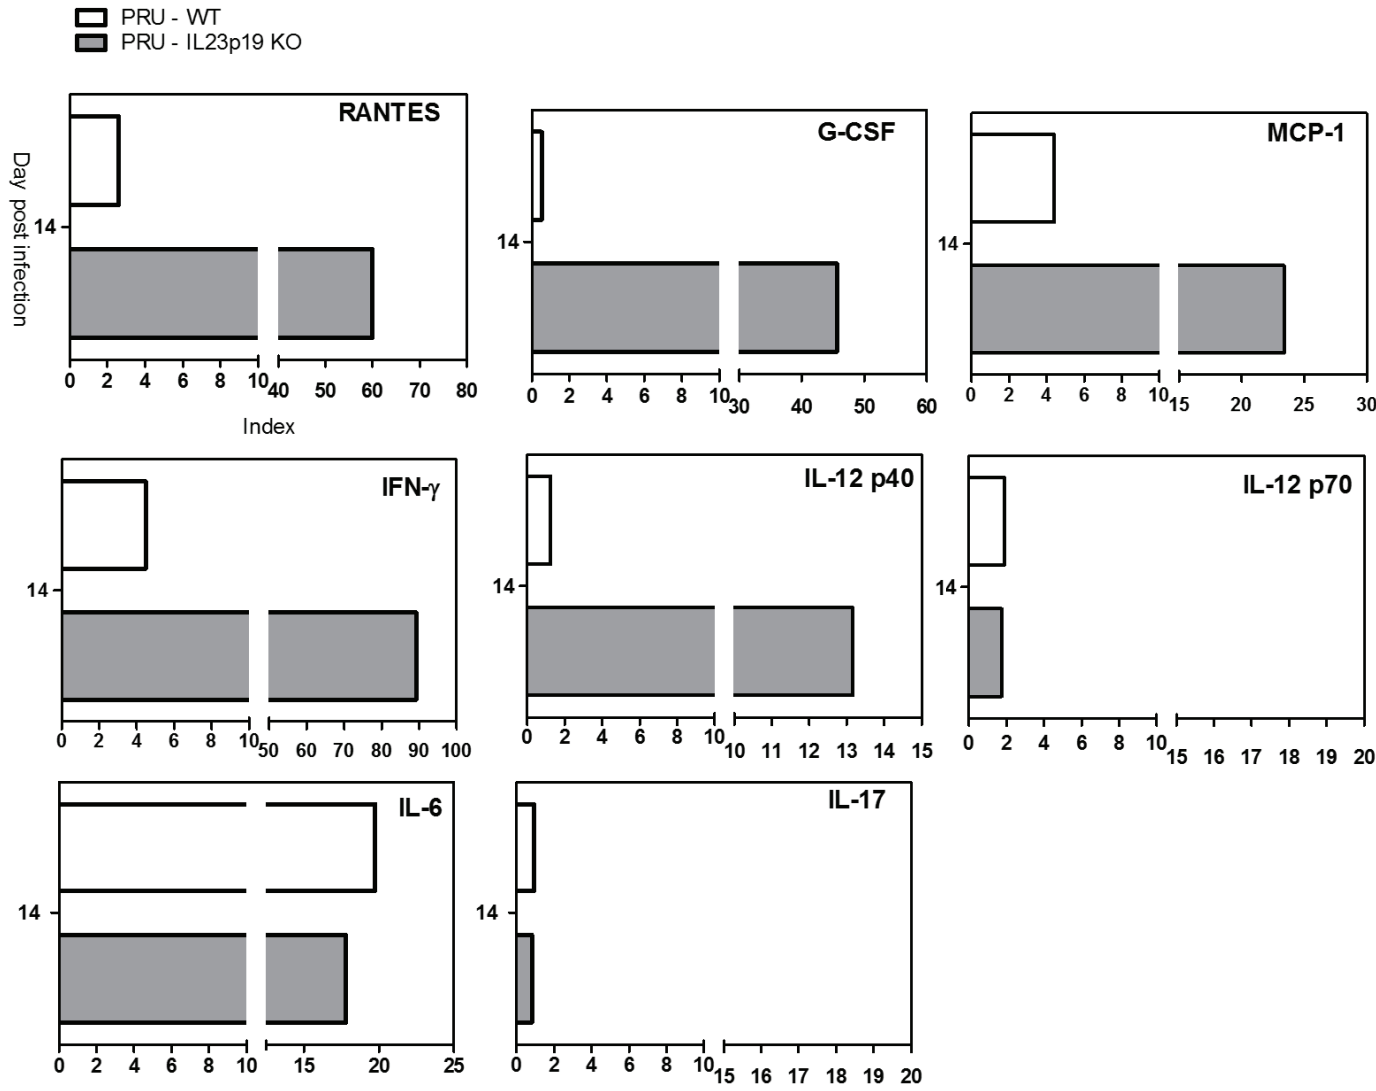 PRU - WT
PRU - IL23p19 KO
RANTES
Day post infection
14
0 2 4 6 8 10 40 50 60 70 80
Index
G-CSF
14
0 2 4 6 8 10 30 40 50 60
MCP-1
14
0 2 4 6 8 10 15 20 25 30
IFN-γ
14
0 2 4 6 8 10 50 60 70 80 90 100
IL-12 p40
14
0 2 4 6 8 10 10 11 12 13 14 15
IL-12 p70
14
0 2 4 6 8 10 15 16 17 18 19 20
IL-6
14
0 2 4 6 8 10 15 20 25
IL-17
14
0 2 4 6 8 10 15 16 17 18 19 20